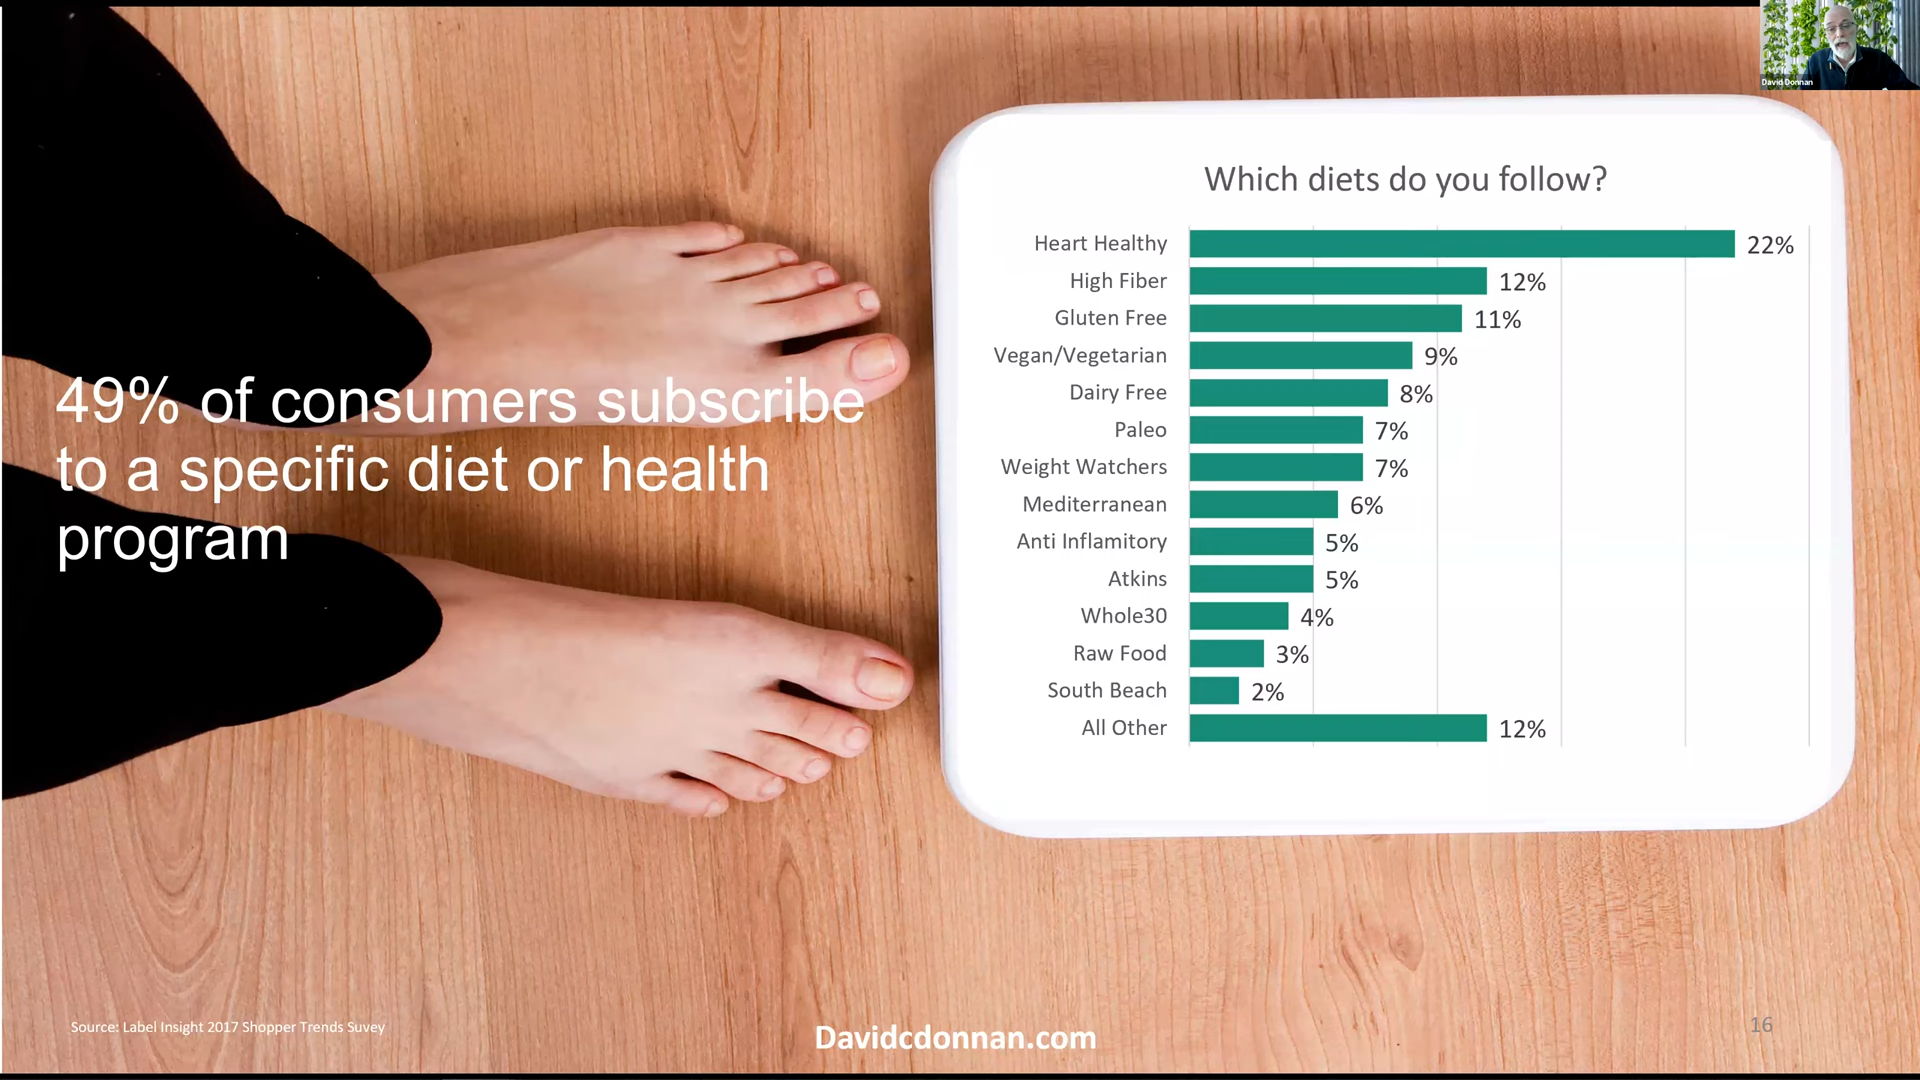 David Donnan
Which diets do you follow?
Heart Healthy 22%
High Fiber 12%
Gluten Free 11%
Vegan/Vegetarian 9%
Dairy Free 8%
Paleo 7%
Weight Watchers 7%
Mediterranean 6%
Anti Inflamitory 5%
Atkins 5%
Whole30 4%
Raw Food 3%
South Beach 2%
All Other 12%
49% of consumers subscribe
to a specific diet or health
program
Source: Label Insight 2017 Shopper Trends Suvey
Davidcdonnan.com
16